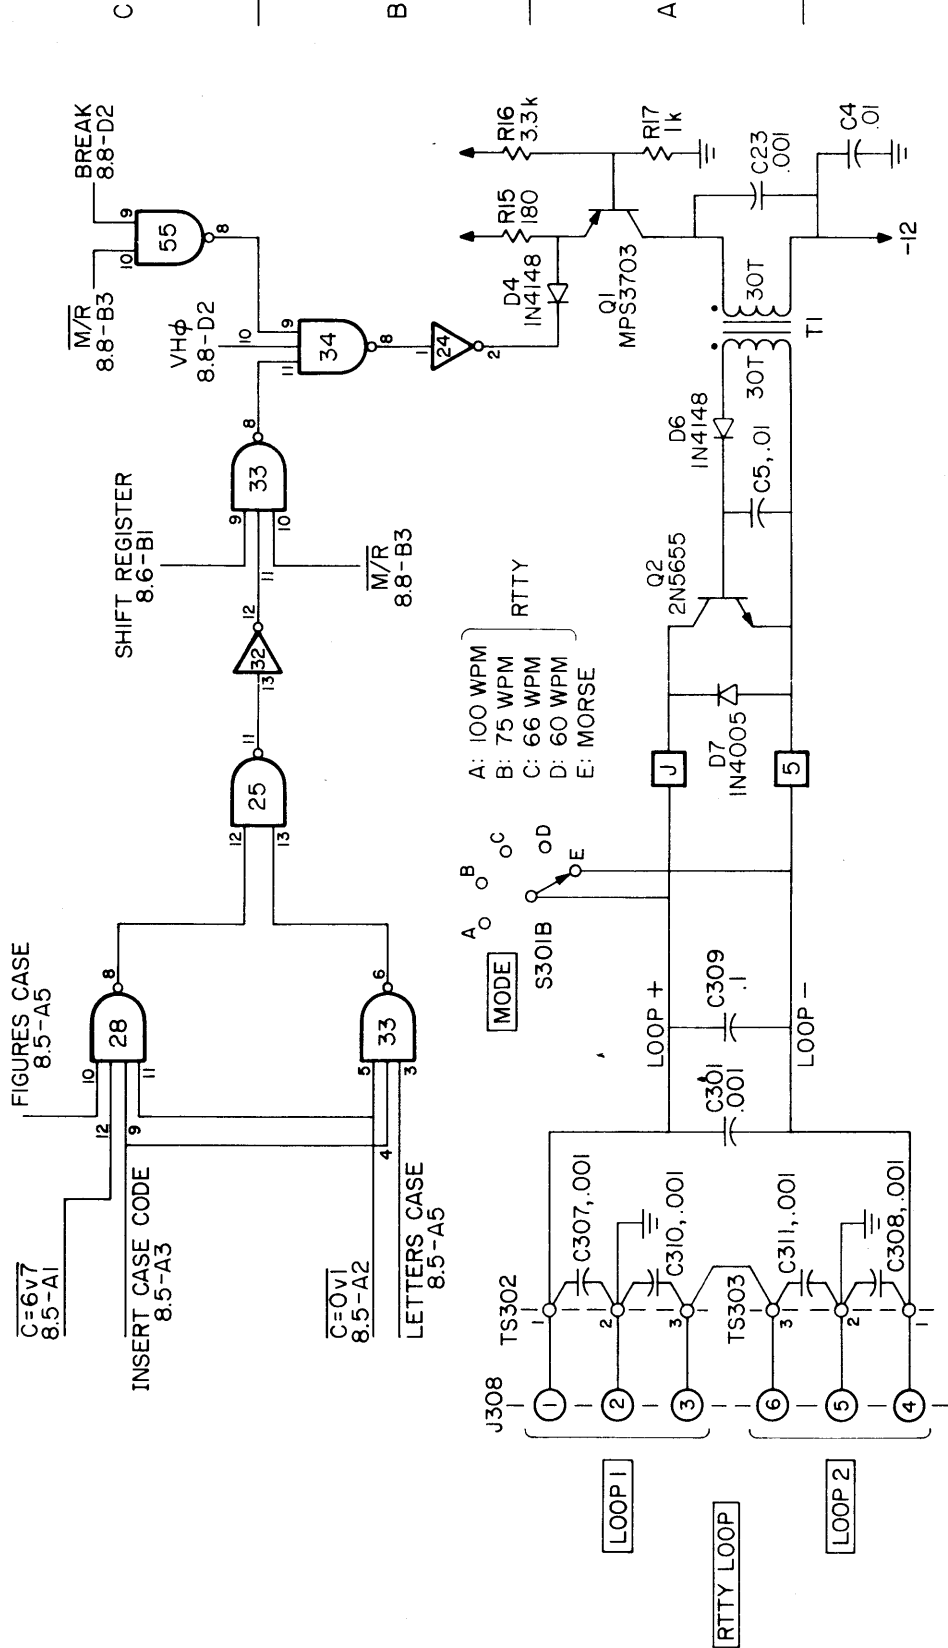 C
B
A
BREAK
8.8-D2
9
10
55
8
M/R
8.8-B3
VHϕ
8.8-D2
9
10
11
34
8
1
24
2
SHIFT REGISTER
8.6-B1
9
11
10
33
8
M/R
8.8-B3
12
32
13
11
25
12
13
FIGURES CASE
8.5-A5
10
12
9
11
28
8
C=6v7
8.5-A1
INSERT CASE CODE
8.5-A3
C=0v1
8.5-A2
LETTERS CASE
8.5-A5
5
4
3
33
6
R16
3.3k
R15
180
R17
1k
D4
1N4148
Q1
MPS3703
C23
.001
C4
.01
-12
30T
30T
T1
D6
1N4148
C5,.01
Q2
2N5655
D7
1N4005
J
5
A: 100 WPM
B: 75 WPM
C: 66 WPM
D: 60 WPM
E: MORSE
RTTY
MODE
S301B
A
B
C
D
E
LOOP +
LOOP -
C309
.1
C301
.001
C307,.001
C310,.001
C311,.001
C308,.001
TS302
1
2
3
TS303
3
2
1
J308
1
2
3
6
5
4
LOOP 1
RTTY LOOP
LOOP 2